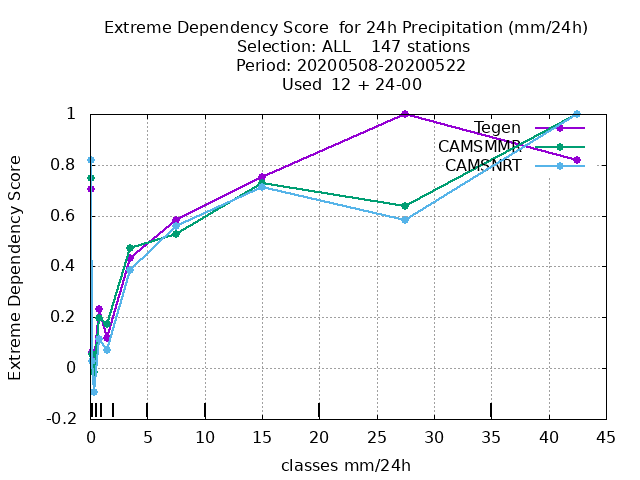 Extreme Dependency Score  for 24h Precipitation (mm/24h)
Selection: ALL    147 stations
Period: 20200508-20200522
Used  12 + 24-00
Extreme Dependency Score
1
0.8
0.6
0.4
0.2
0
-0.2
Tegen
CAMSMMR
CAMSNRT
0 5 10 15 20 25 30 35 40 45
classes mm/24h